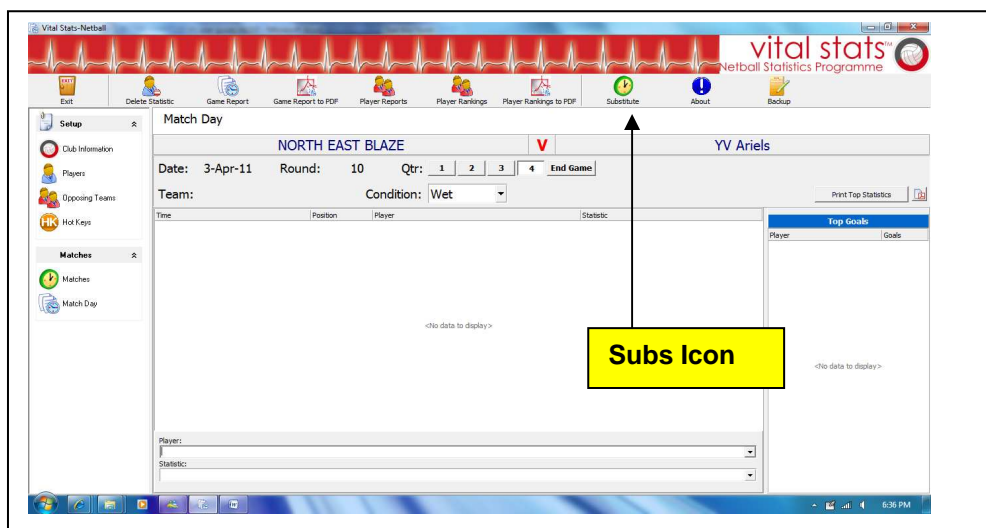 Vital Stats-Netball
vital stats™
Netball Statistics Programme
EXIT
Exit
Delete Statistic
Game Report
Game Report to PDF
Player Reports
Player Rankings
Player Rankings to PDF
Substitute
About
Backup
Setup
Club Information
Players
Opposing Teams
HK Hot Keys
Matches
Matches
Match Day
Match Day
NORTH EAST BLAZE V YV Ariels
Date: 3-Apr-11 Round: 10 Qtr: 1 2 3 4 End Game
Team: Condition: Wet
Print Top Statistics
Time Position Player Statistic
<No data to display>
Top Goals
Player Goals
<No data to display>
Subs Icon
Player:
Statistic:
6:36 PM